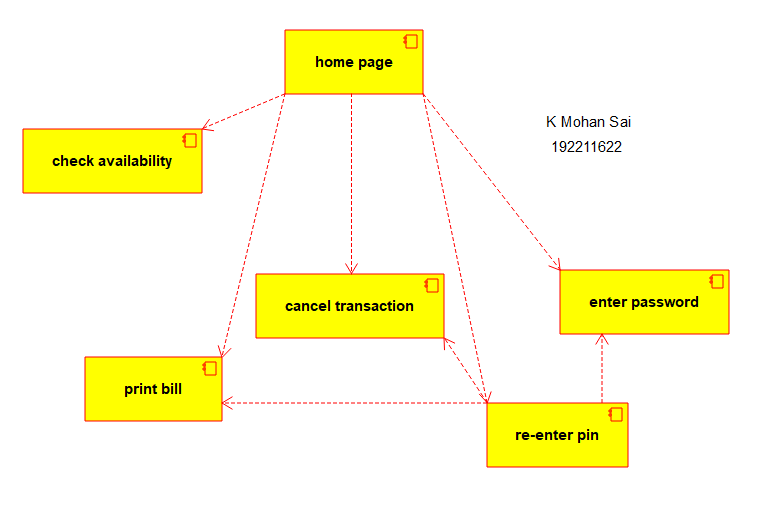 home page
K Mohan Sai
192211622
check availability
cancel transaction
enter password
print bill
re-enter pin